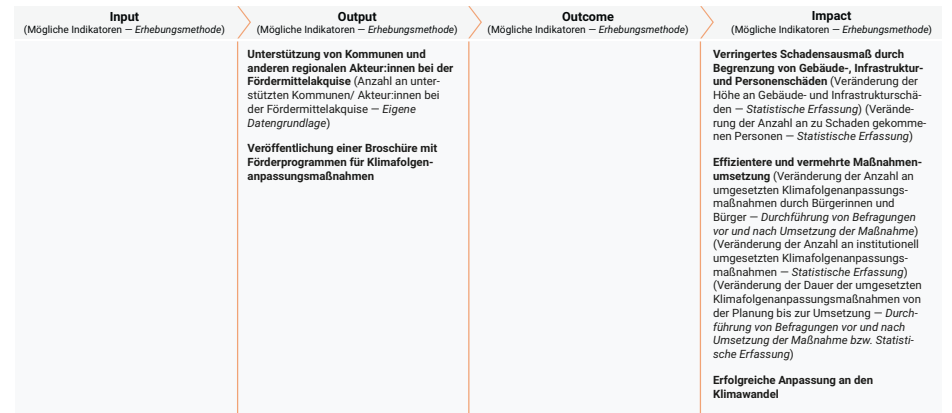 Input
(Mögliche Indikatoren — Erhebungsmethode)
Output
(Mögliche Indikatoren — Erhebungsmethode)
Outcome
(Mögliche Indikatoren — Erhebungsmethode)
Impact
(Mögliche Indikatoren — Erhebungsmethode)
Unterstützung von Kommunen und
anderen regionalen Akteur:innen bei der
Fördermittelakquise (Anzahl an unter-
stützten Kommunen/ Akteur:innen bei
der Fördermittelakquise — Eigene
Datengrundlage)
Veröffentlichung einer Broschüre mit
Förderprogrammen für Klimafolgen-
anpassungsmaßnahmen
Verringertes Schadensausmaß durch
Begrenzung von Gebäude-, Infrastruktur-
und Personenschäden (Veränderung der
Höhe an Gebäude- und Infrastrukturschä-
den — Statistische Erfassung) (Verände-
rung der Anzahl an zu Schaden gekomme-
nen Personen — Statistische Erfassung)
Effizientere und vermehrte Maßnahmen-
umsetzung (Veränderung der Anzahl an
umgesetzten Klimafolgenanpassungs-
maßnahmen durch Bürgerinnen und
Bürger — Durchführung von Befragungen
vor und nach Umsetzung der Maßnahme)
(Veränderung der Anzahl an institutionell
umgesetzten Klimafolgenanpassungs-
maßnahmen — Statistische Erfassung)
(Veränderung der Dauer der umgesetzten
Klimafolgenanpassungsmaßnahmen von
der Planung bis zur Umsetzung — Durch-
führung von Befragungen vor und nach
Umsetzung der Maßnahme bzw. Statisti-
sche Erfassung)
Erfolgreiche Anpassung an den
Klimawandel